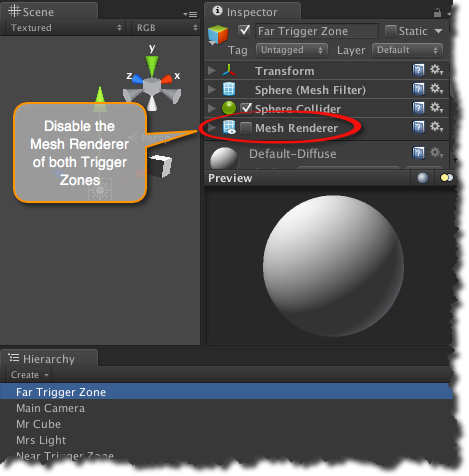 Scene
Textured
RGB
y
z
x
Persp
Disable the
Mesh Renderer
of both Trigger
Zones
Inspector
Far Trigger Zone
Static
Tag
Untagged
Layer
Default
Transform
Sphere (Mesh Filter)
Sphere Collider
Mesh Renderer
Default-Diffuse
Preview
Hierarchy
Create
Far Trigger Zone
Main Camera
Mr Cube
Mrs Light
Near Trigger Zone